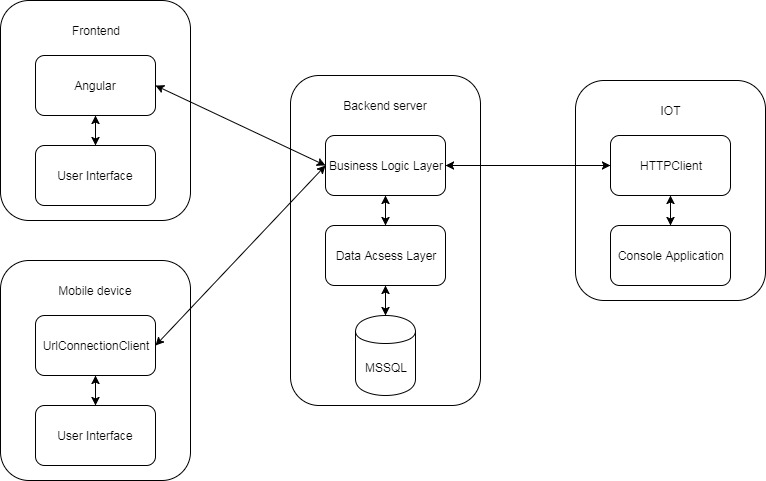 Frontend
Angular
User Interface
Mobile device
UrlConnectionClient
User Interface
Backend server
Business Logic Layer
Data Acsess Layer
MSSQL
IOT
HTTPClient
Console Application